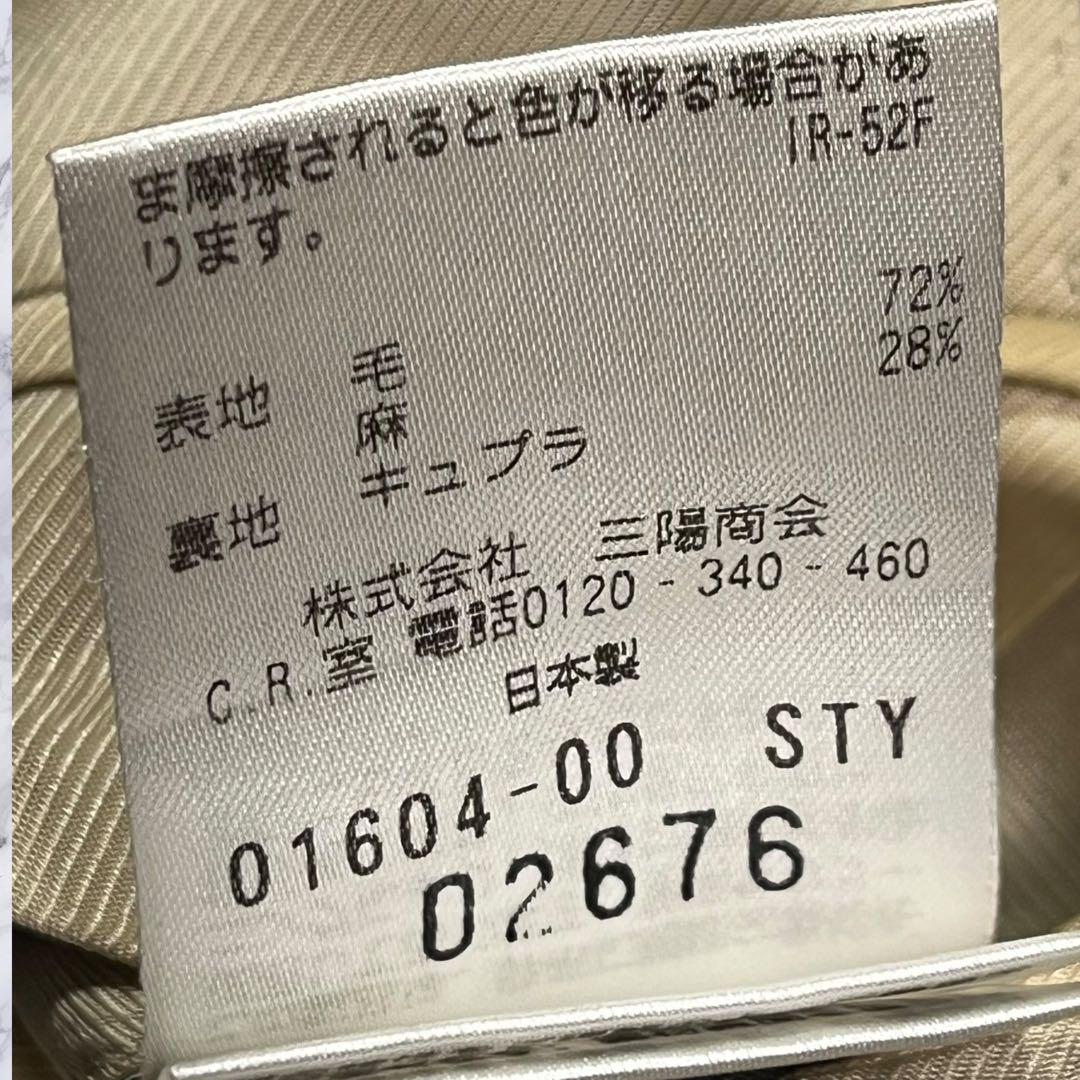 ま摩擦されると色が移る場合があ
ります。
IR-52F
表地 毛 72%
麻 28%
裏地 キュプラ
株式会社 三陽商会
C.R.室 電話0120-340-460
日本製
01604-00 STY
02676